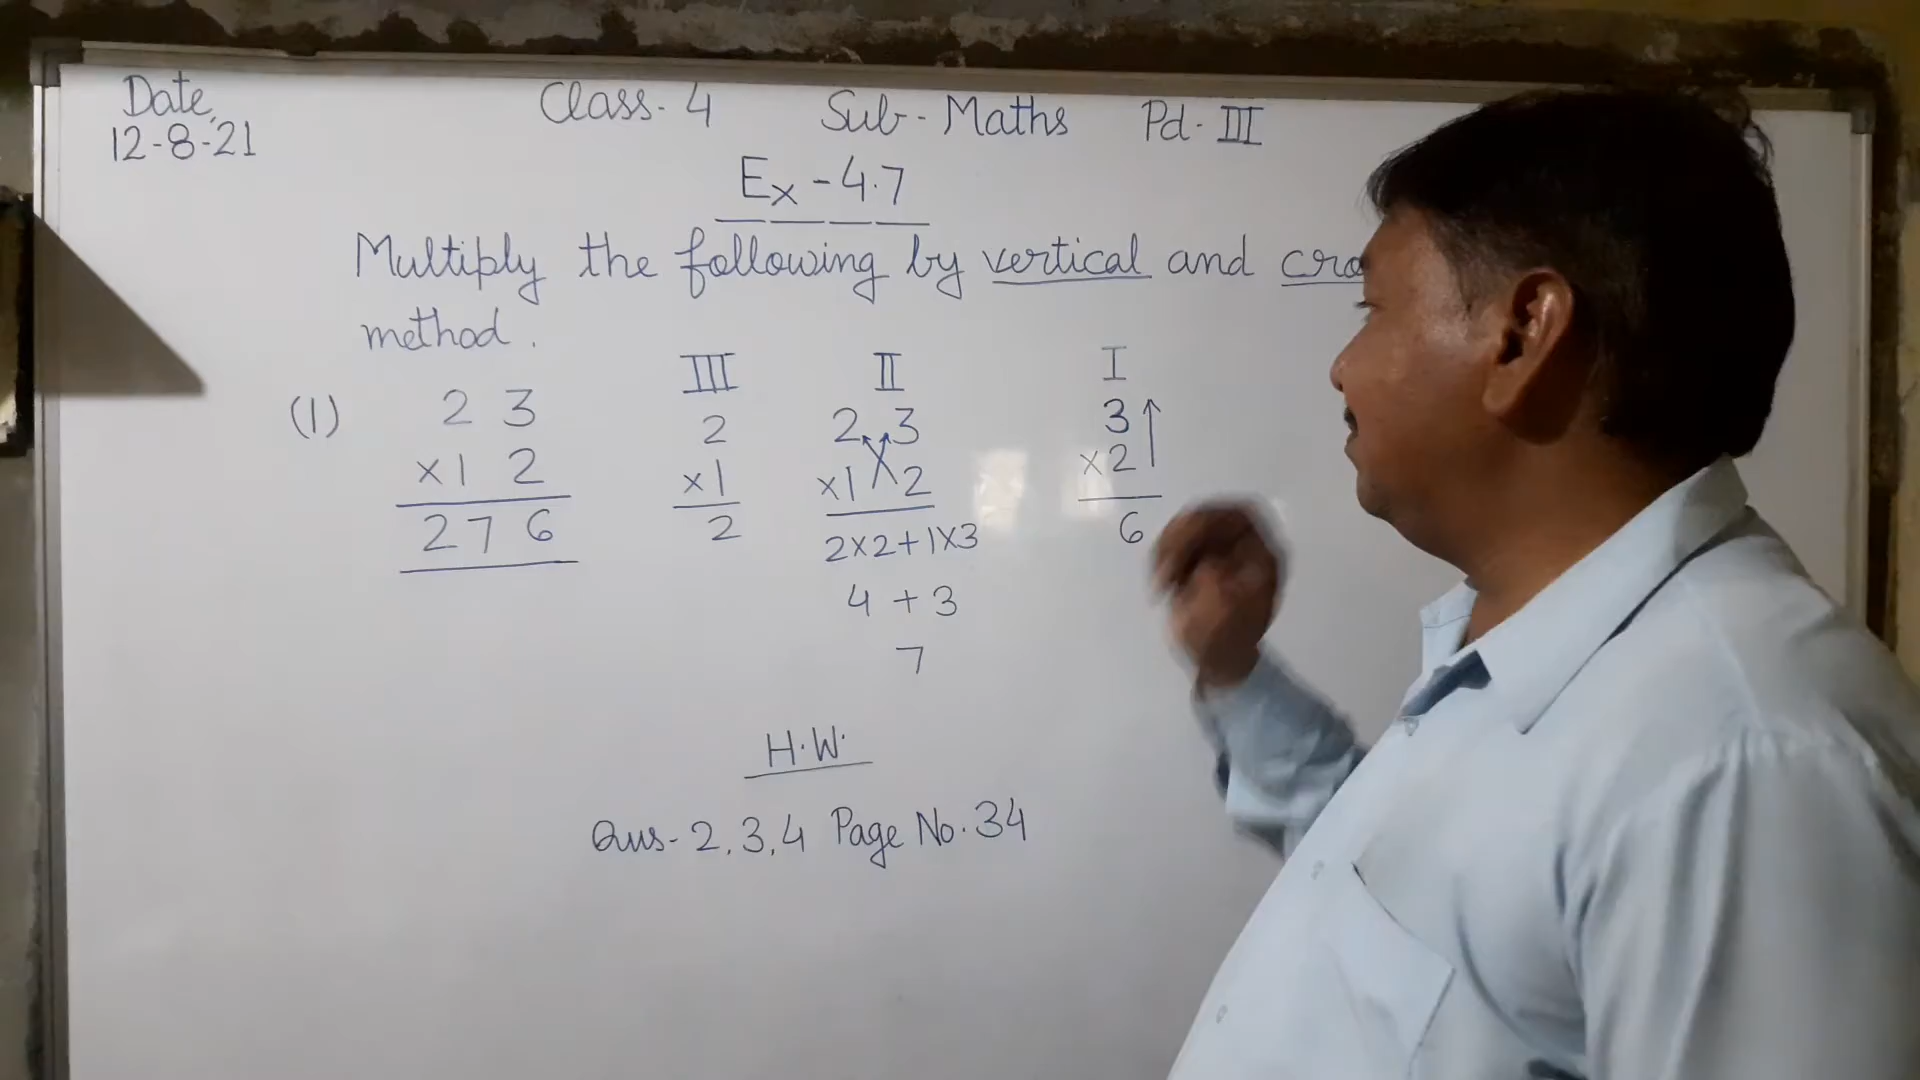 Date,
12-8-21
Class-4 Sub-Maths Pd-III
Ex-4.7
Multiply the following by vertical and
method.
III II I
(1) 2 3 2 2 3 3
×1 2 ×1 ×1 2 ×2
2 7 6 2 2×2+1×3 6
4 + 3
7
H.W.
Qus-2,3,4 Page No.34